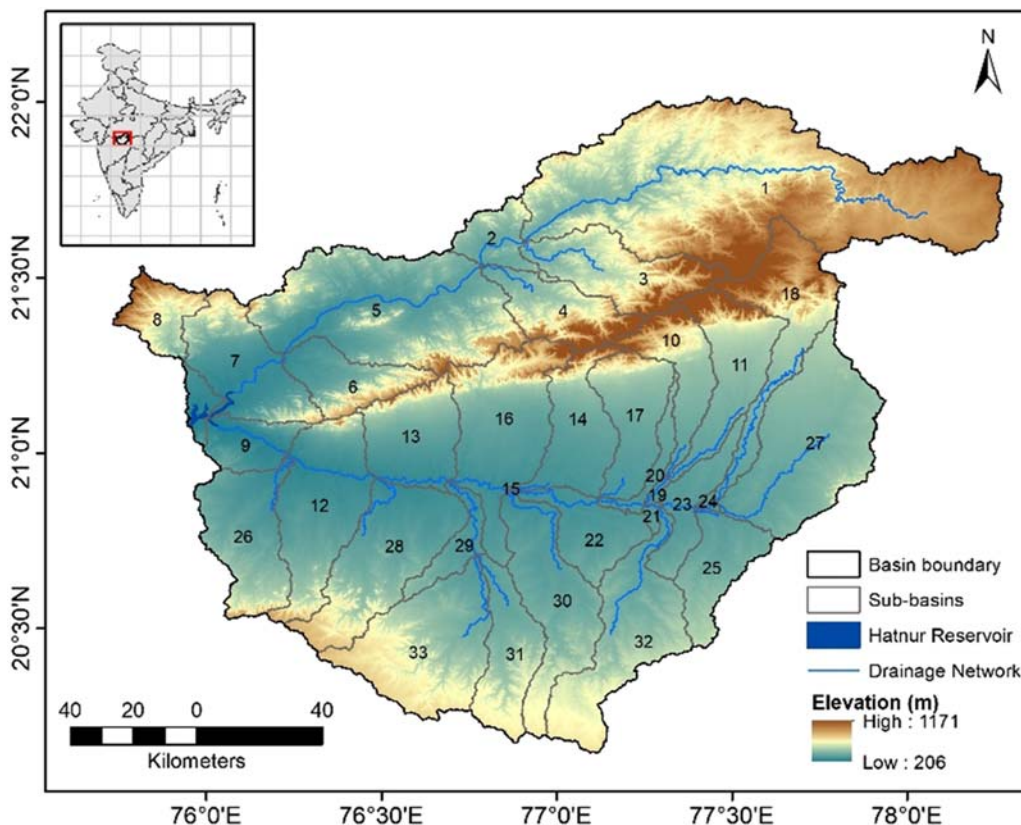 N
22°0'N
21°30'N
21°0'N
20°30'N
1
2
3
18
8
5
4
10
7
11
6
16
14
17
13
9
27
20
15
19
24
12
23
21
26
28
29
22
25
30
33
31
32
Basin boundary
Sub-basins
Hatnur Reservoir
Drainage Network
Elevation (m)
High : 1171
Low : 206
40 20 0 40
Kilometers
76°0'E 76°30'E 77°0'E 77°30'E 78°0'E